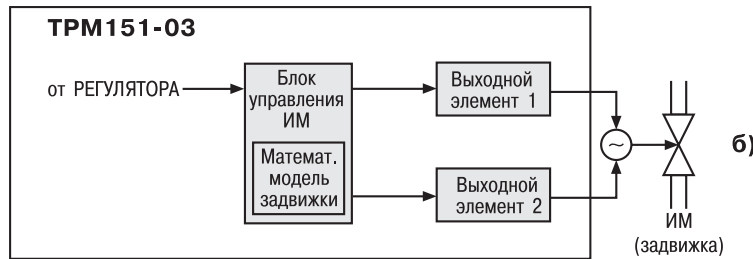 ТРМ151-03
от РЕГУЛЯТОРА
Блок
управления
ИМ
Математ.
модель
задвижки
Выходной
элемент 1
Выходной
элемент 2
~
ИМ
(задвижка)
б)